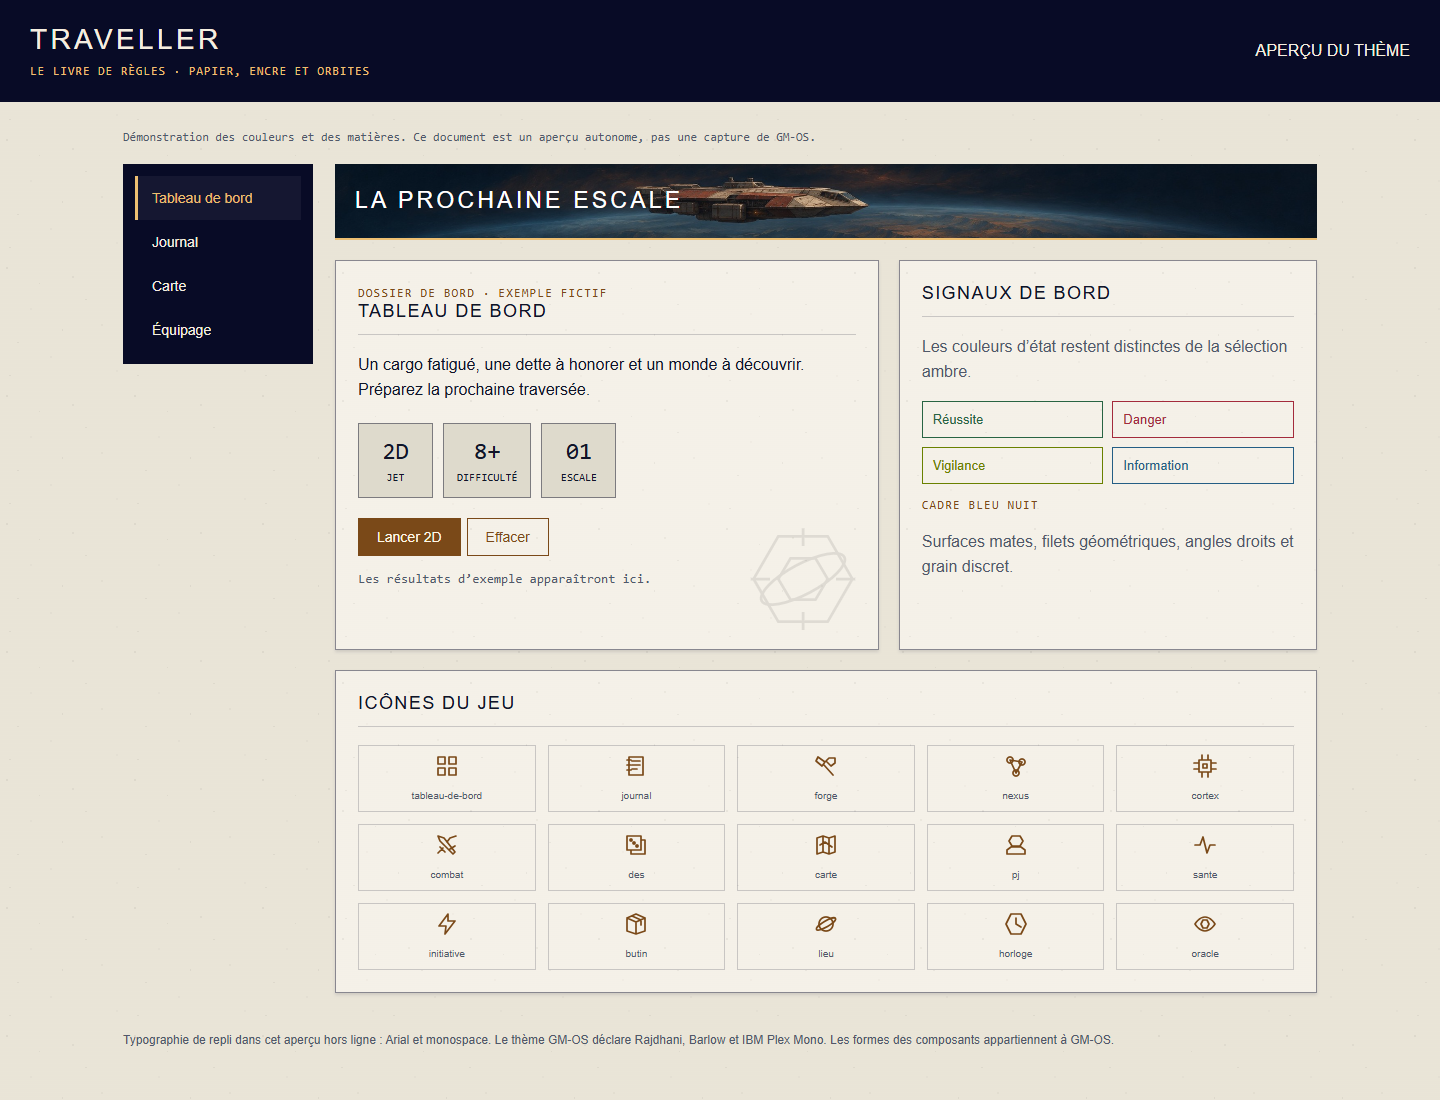 TRAVELLER
LE LIVRE DE RÈGLES · PAPIER, ENCRE ET ORBITES
APERÇU DU THÈME
Démonstration des couleurs et des matières. Ce document est un aperçu autonome, pas une capture de GM-OS.
Tableau de bord
Journal
Carte
Équipage
LA PROCHAINE ESCALE
DOSSIER DE BORD · EXEMPLE FICTIF
TABLEAU DE BORD
Un cargo fatigué, une dette à honorer et un monde à découvrir.
Préparez la prochaine traversée.
2D
JET
8+
DIFFICULTÉ
01
ESCALE
Lancer 2D
Effacer
Les résultats d’exemple apparaîtront ici.
SIGNAUX DE BORD
Les couleurs d’état restent distinctes de la sélection
ambre.
Réussite
Danger
Vigilance
Information
CADRE BLEU NUIT
Surfaces mates, filets géométriques, angles droits et
grain discret.
ICÔNES DU JEU
tableau-de-bord
journal
forge
nexus
cortex
combat
des
carte
pj
sante
initiative
butin
lieu
horloge
oracle
Typographie de repli dans cet aperçu hors ligne : Arial et monospace. Le thème GM-OS déclare Rajdhani, Barlow et IBM Plex Mono. Les formes des composants appartiennent à GM-OS.